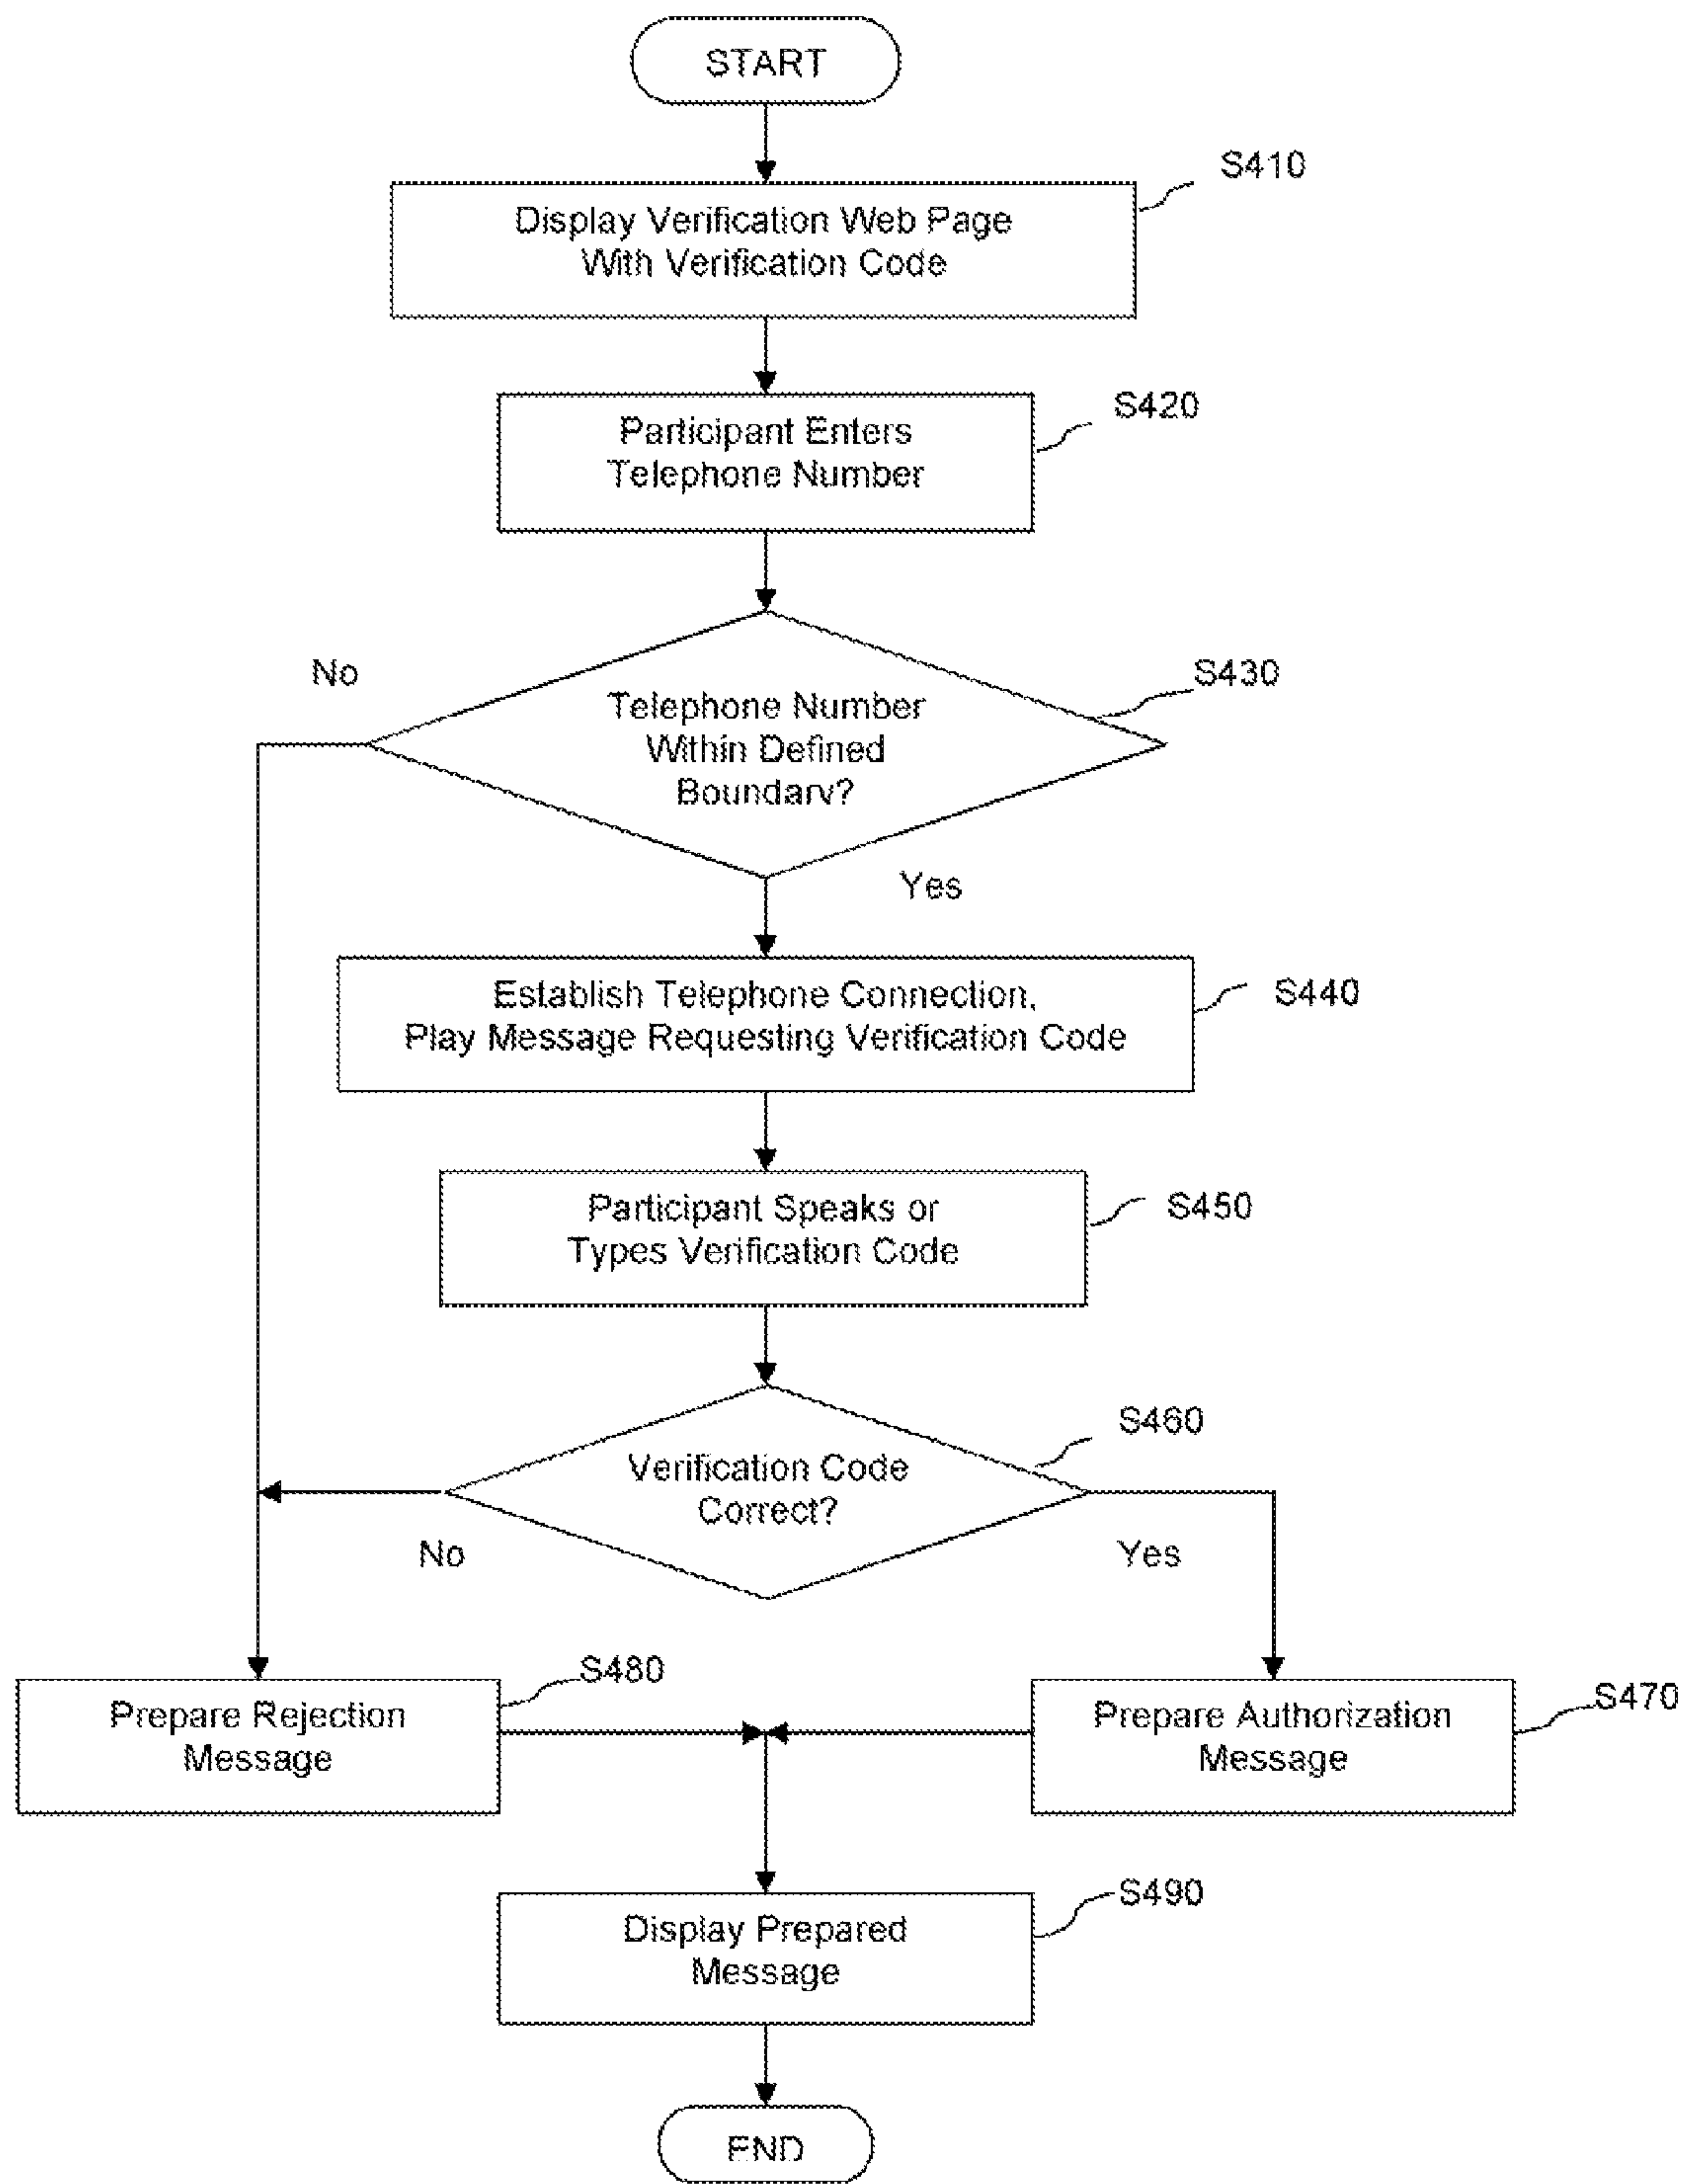 START
S410
Display Verification Web Page
With Verification Code
S420
Participant Enters
Telephone Number
S430
No
Telephone Number
Within Defined
Boundary?
Yes
S440
Establish Telephone Connection,
Play Message Requesting Verification Code
S450
Participant Speaks or
Types Verification Code
S460
Verification Code
Correct?
No
Yes
S480
Prepare Rejection
Message
S470
Prepare Authorization
Message
S490
Display Prepared
Message
END